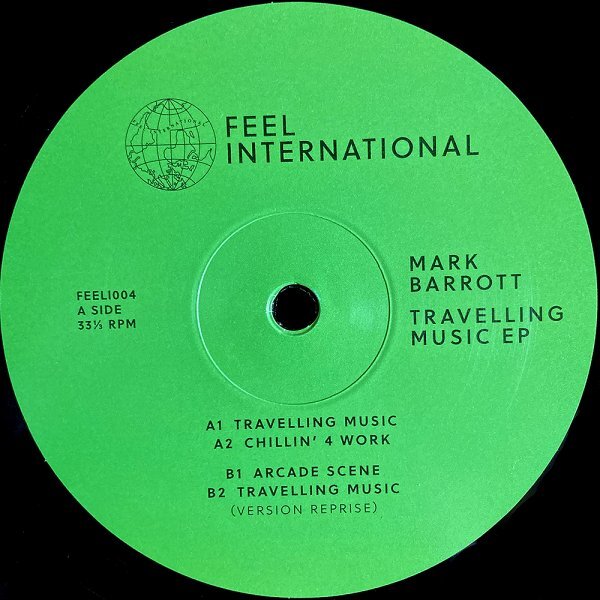 FEEL
INTERNATIONAL
INTERNATIONAL
MARK
BARROTT
TRAVELLING
MUSIC EP
FEELI004
A SIDE
33⅓ RPM
A1 TRAVELLING MUSIC
A2 CHILLIN' 4 WORK
B1 ARCADE SCENE
B2 TRAVELLING MUSIC
(VERSION REPRISE)